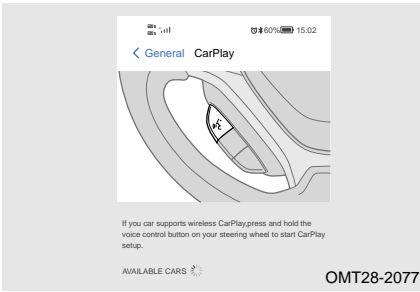 60% 15:02
General CarPlay
If you car supports wireless CarPlay,press and hold the
voice control button on your steering wheel to start CarPlay
setup.
AVAILABLE CARS
OMT28-2077